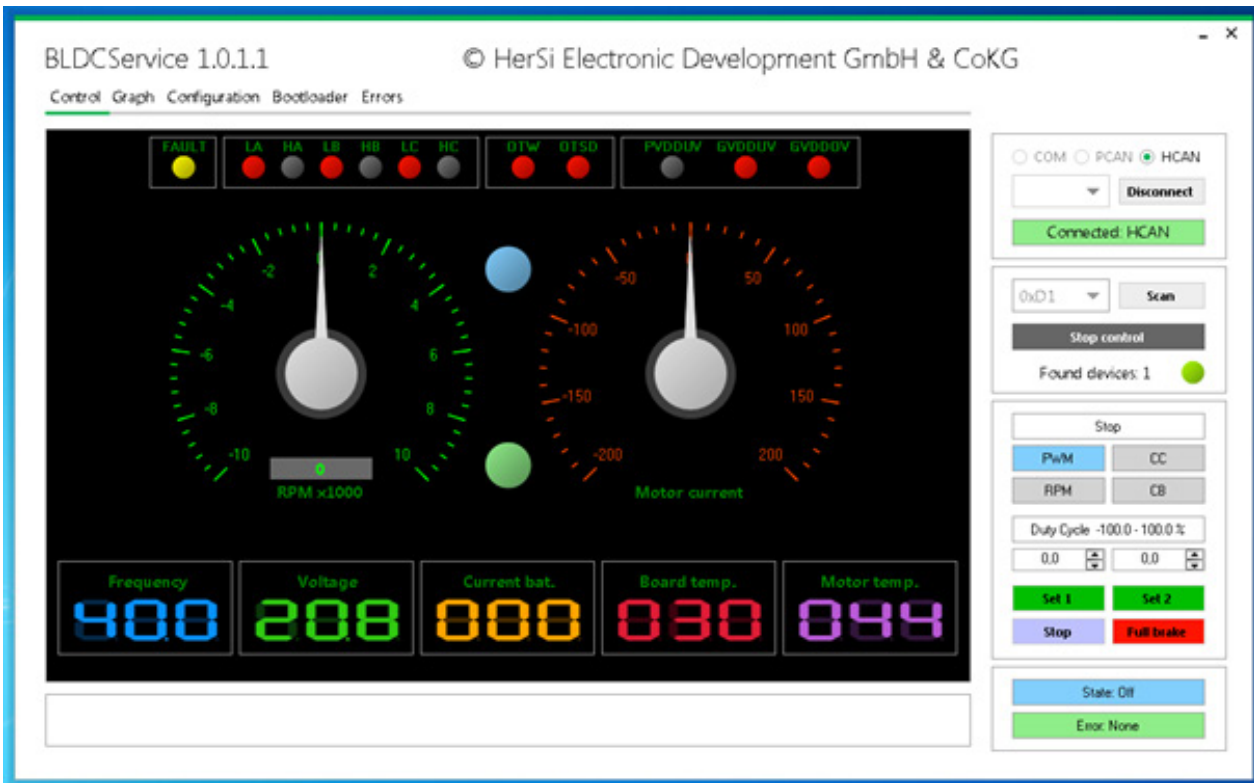 BLDCService 1.0.1.1 © HerSi Electronic Development GmbH & CoKG
Control Graph Configuration Bootloader Errors
FAULT LA HA LB HB LC HC OTW OTSD PVDDUV GVDDUV GVDDOV
0
-2 2
-4 4
-6 6
-8 8
-10 10
0
RPM x1000
0
-50 50
-100 100
-150 150
-200 200
Motor current
Frequency Voltage Current bat. Board temp. Motor temp.
40.0 20.8 000 030 044
COM PCAN HCAN
Disconnect
Connected: HCAN
0xD1 Scan
Stop control
Found devices: 1
Stop
PWM CC
RPM CB
Duty Cycle -100.0 - 100.0 %
0,0 0,0
Set 1 Set 2
Stop Full brake
State: Off
Error: None